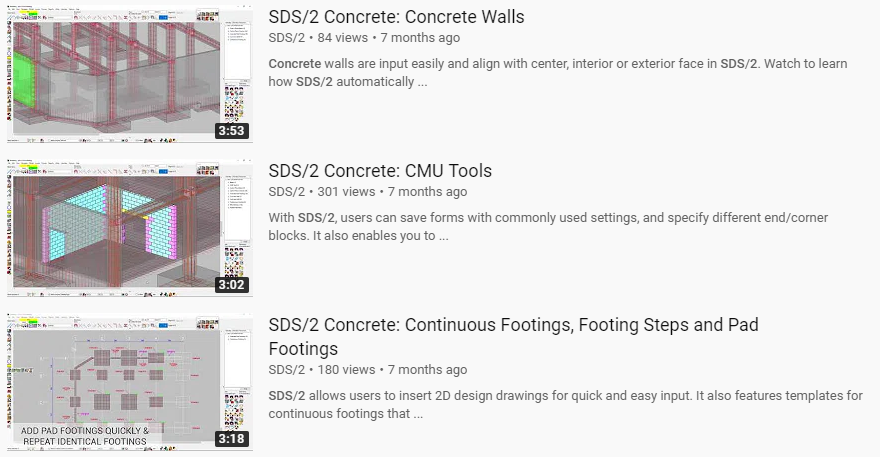 SDS/2 Concrete: Concrete Walls
SDS/2 • 84 views • 7 months ago
Concrete walls are input easily and align with center, interior or exterior face in SDS/2. Watch to learn
how SDS/2 automatically ...
3:53
SDS/2 Concrete: CMU Tools
SDS/2 • 301 views • 7 months ago
With SDS/2, users can save forms with commonly used settings, and specify different end/corner
blocks. It also enables you to ...
3:02
SDS/2 Concrete: Continuous Footings, Footing Steps and Pad
Footings
SDS/2 • 180 views • 7 months ago
SDS/2 allows users to insert 2D design drawings for quick and easy input. It also features templates for
continuous footings that ...
ADD PAD FOOTINGS QUICKLY &
REPEAT IDENTICAL FOOTINGS
3:18